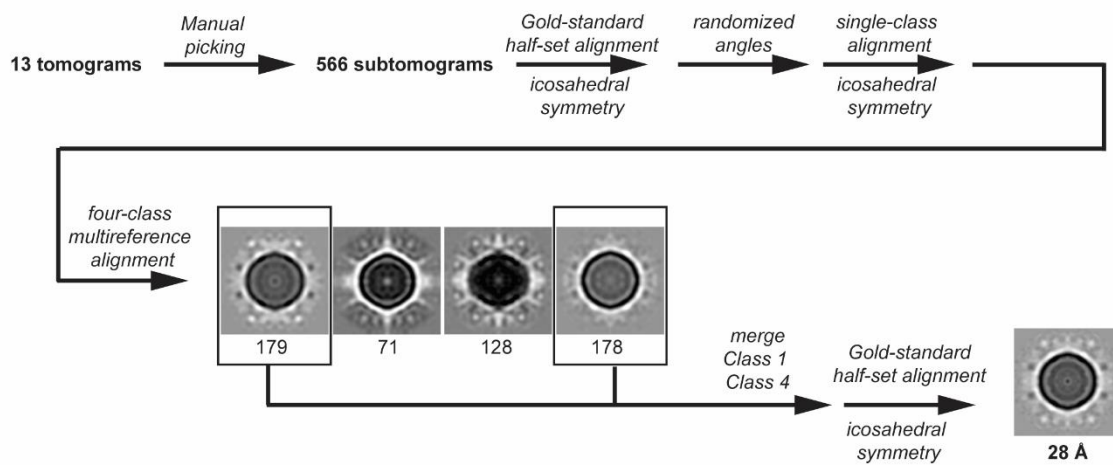 13 tomograms
Manual
picking
566 subtomograms
Gold-standard
half-set alignment
icosahedral
symmetry
randomized
angles
single-class
alignment
icosahedral
symmetry
four-class
multireference
alignment
179
71
128
178
merge
Class 1
Class 4
Gold-standard
half-set alignment
icosahedral
symmetry
28 Å